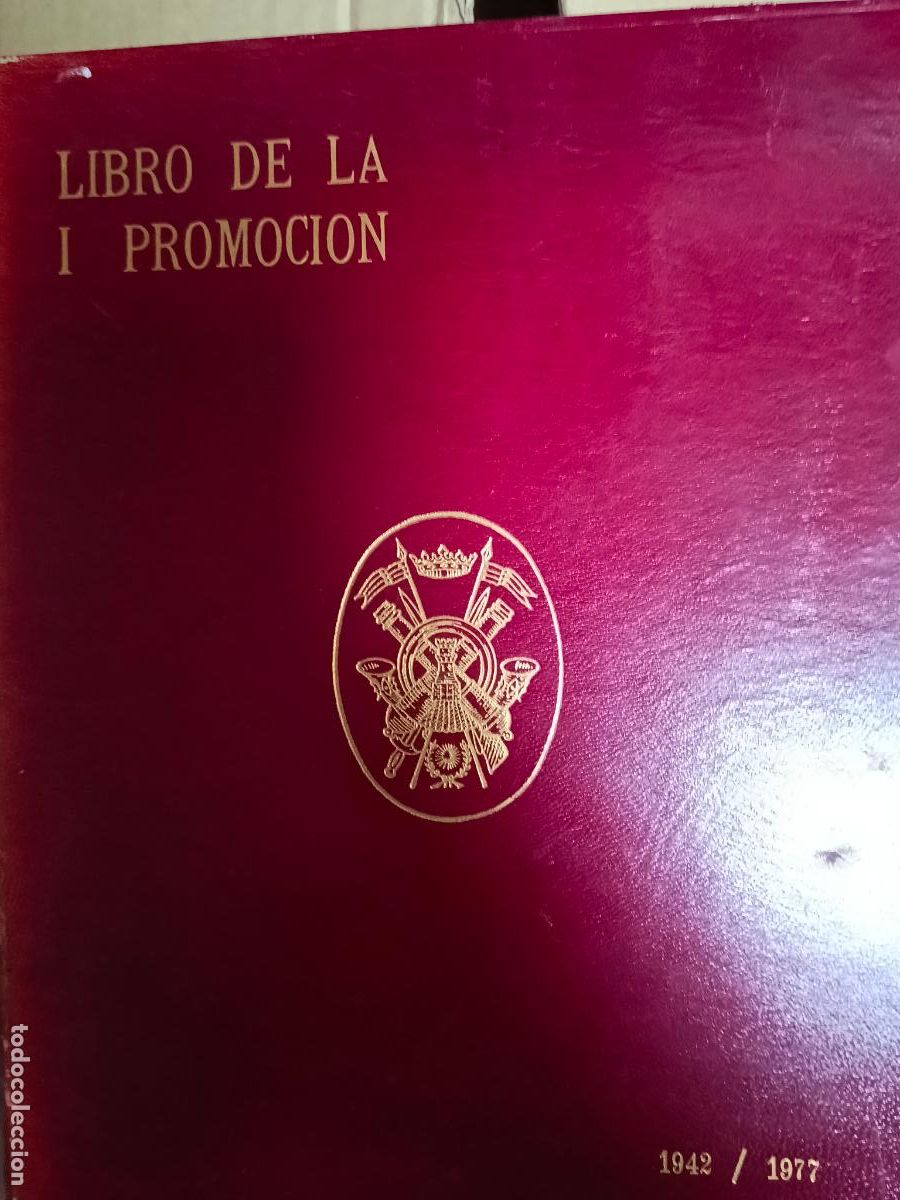 LIBRO DE LA
I PROMOCION
1942 / 1977
todocoleccion